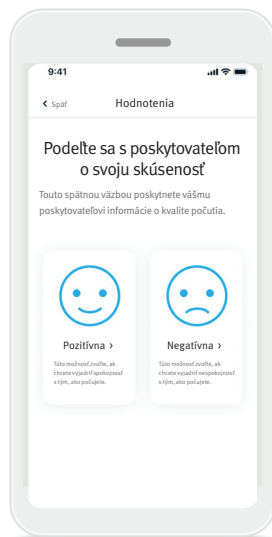 9:41
Späť
Hodnotenia
Podeľte sa s poskytovateľom
o svoju skúsenosť
Touto spätnou väzbou poskytnete vášmu
poskytovateľovi informácie o kvalite počutia.
Pozitívna ›
Túto možnosť zvoľte, ak
chcete vyjadriť spokojnosť
s tým, ako počujete.
Negatívna ›
Túto možnosť zvoľte, ak
chcete vyjadriť nespokojnosť
s tým, ako počujete.